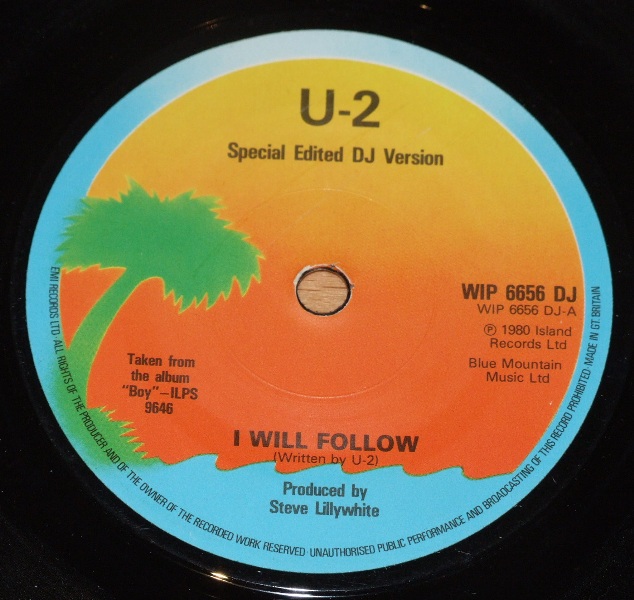 U-2
Special Edited DJ Version
WIP 6656 DJ
WIP 6656 DJ-A
Ⓟ 1980 Island
Records Ltd
Blue Mountain
Music Ltd
Taken from
the album
"Boy"–ILPS
9646
I WILL FOLLOW
(Written by U-2)
Produced by
Steve Lillywhite
EMI RECORDS LTD· ALL RIGHTS OF THE PRODUCER AND OF THE OWNER OF THE RECORDED WORK RESERVED· UNAUTHORISED PUBLIC PERFORMANCE AND BROADCASTING OF THIS RECORD PROHIBITED MADE IN GT. BRITAIN